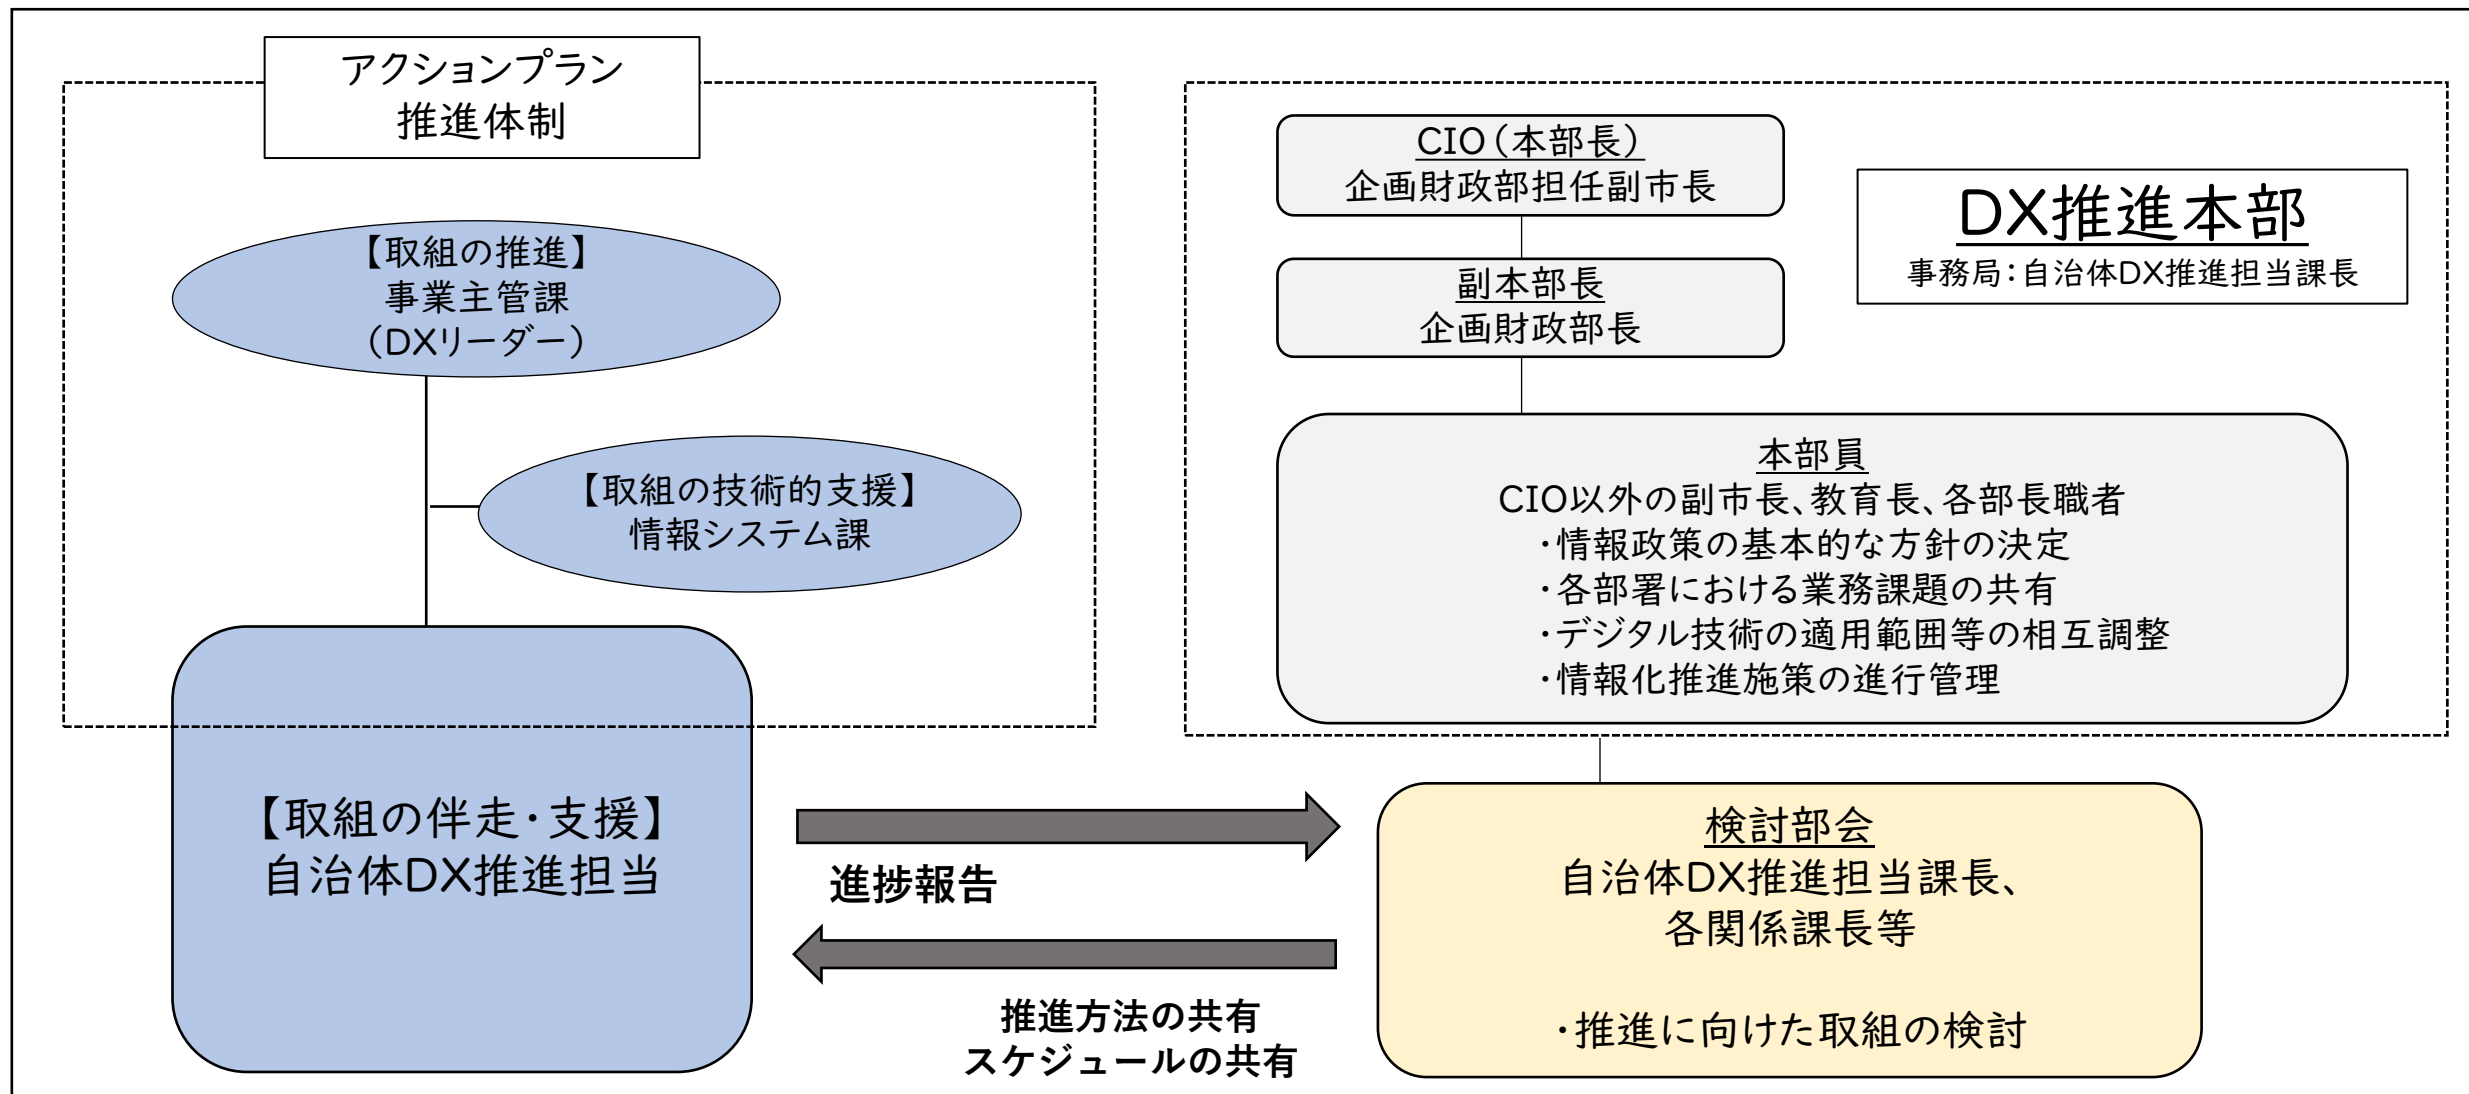 アクションプラン
推進体制
【取組の推進】
事業主管課
(DXリーダー)
【取組の技術的支援】
情報システム課
【取組の伴走・支援】
自治体DX推進担当
CIO(本部長)
企画財政部担任副市長
副本部長
企画財政部長
DX推進本部
事務局:自治体DX推進担当課長
本部員
CIO以外の副市長、教育長、各部長職者
・情報政策の基本的な方針の決定
・各部署における業務課題の共有
・デジタル技術の適用範囲等の相互調整
・情報化推進施策の進行管理
進捗報告
推進方法の共有
スケジュールの共有
検討部会
自治体DX推進担当課長、
各関係課長等
・推進に向けた取組の検討